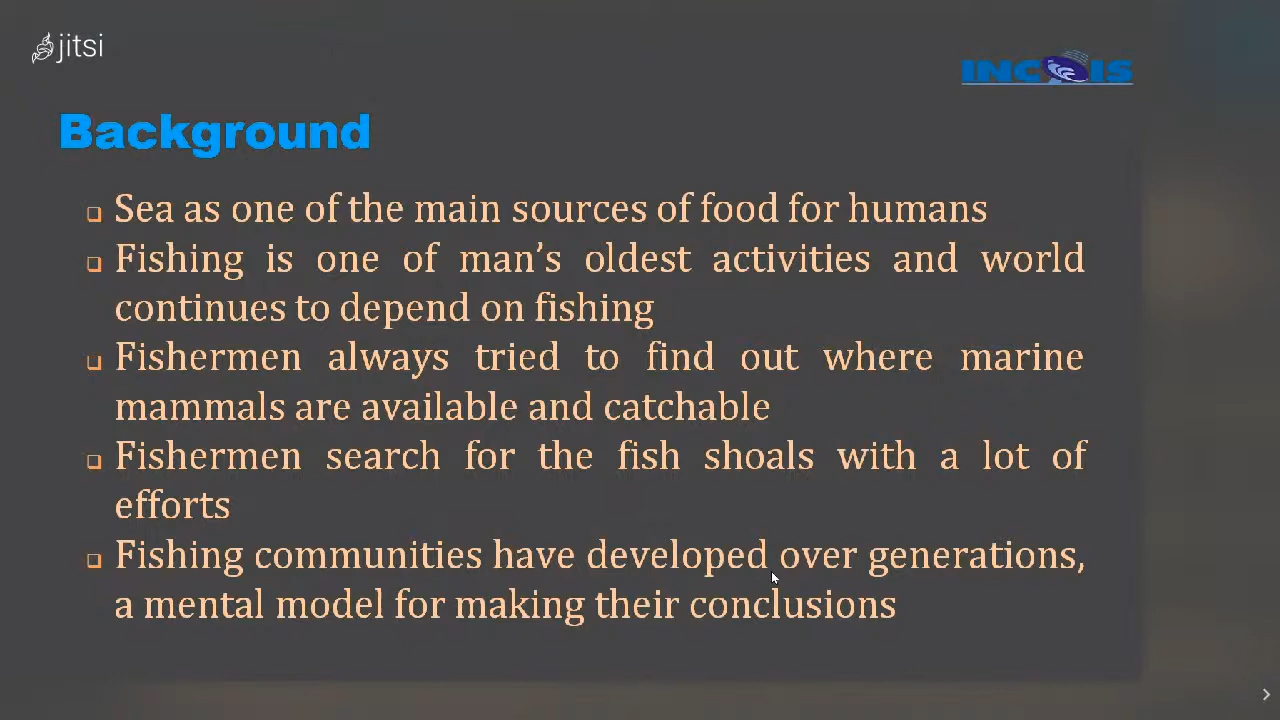 jitsi
INCOIS
Background
Sea as one of the main sources of food for humans
Fishing is one of man's oldest activities and world
continues to depend on fishing
Fishermen always tried to find out where marine
mammals are available and catchable
Fishermen search for the fish shoals with a lot of
efforts
Fishing communities have developed over generations,
a mental model for making their conclusions